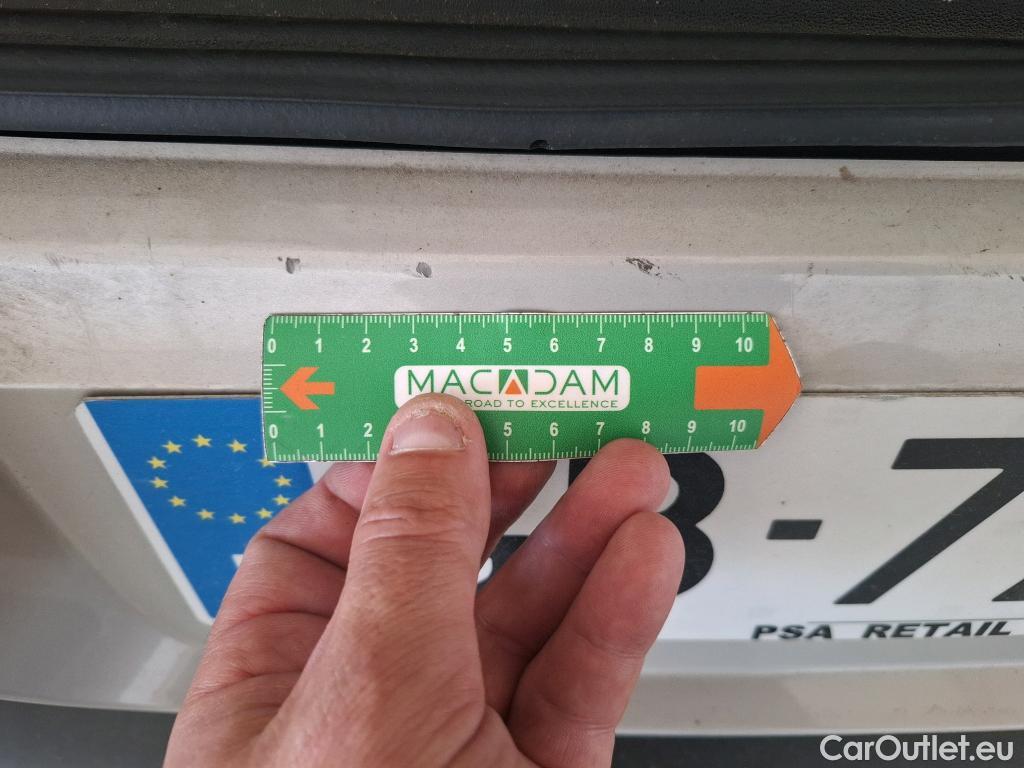 0 1 2 3 4 5 6 7 8 9 10
MACADAM
ROAD TO EXCELLENCE
0 1 2 5 6 7 8 9 10
B-7
PSA RETAIL
CarOutlet.eu